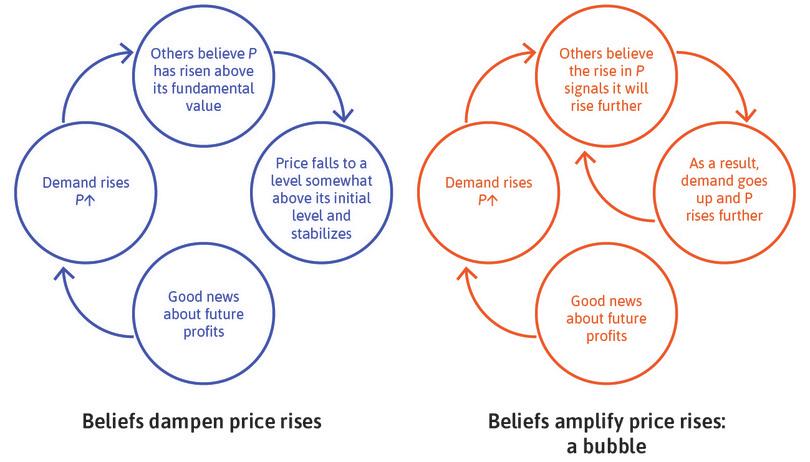 Others believe P
has risen above
its fundamental
value
Price falls to a
level somewhat
above its initial
level and
stabilizes
Demand rises
P↑
Good news
about future
profits
Beliefs dampen price rises
Others believe
the rise in P
signals it will
rise further
As a result,
demand goes
up and P
rises further
Demand rises
P↑
Good news
about future
profits
Beliefs amplify price rises:
a bubble